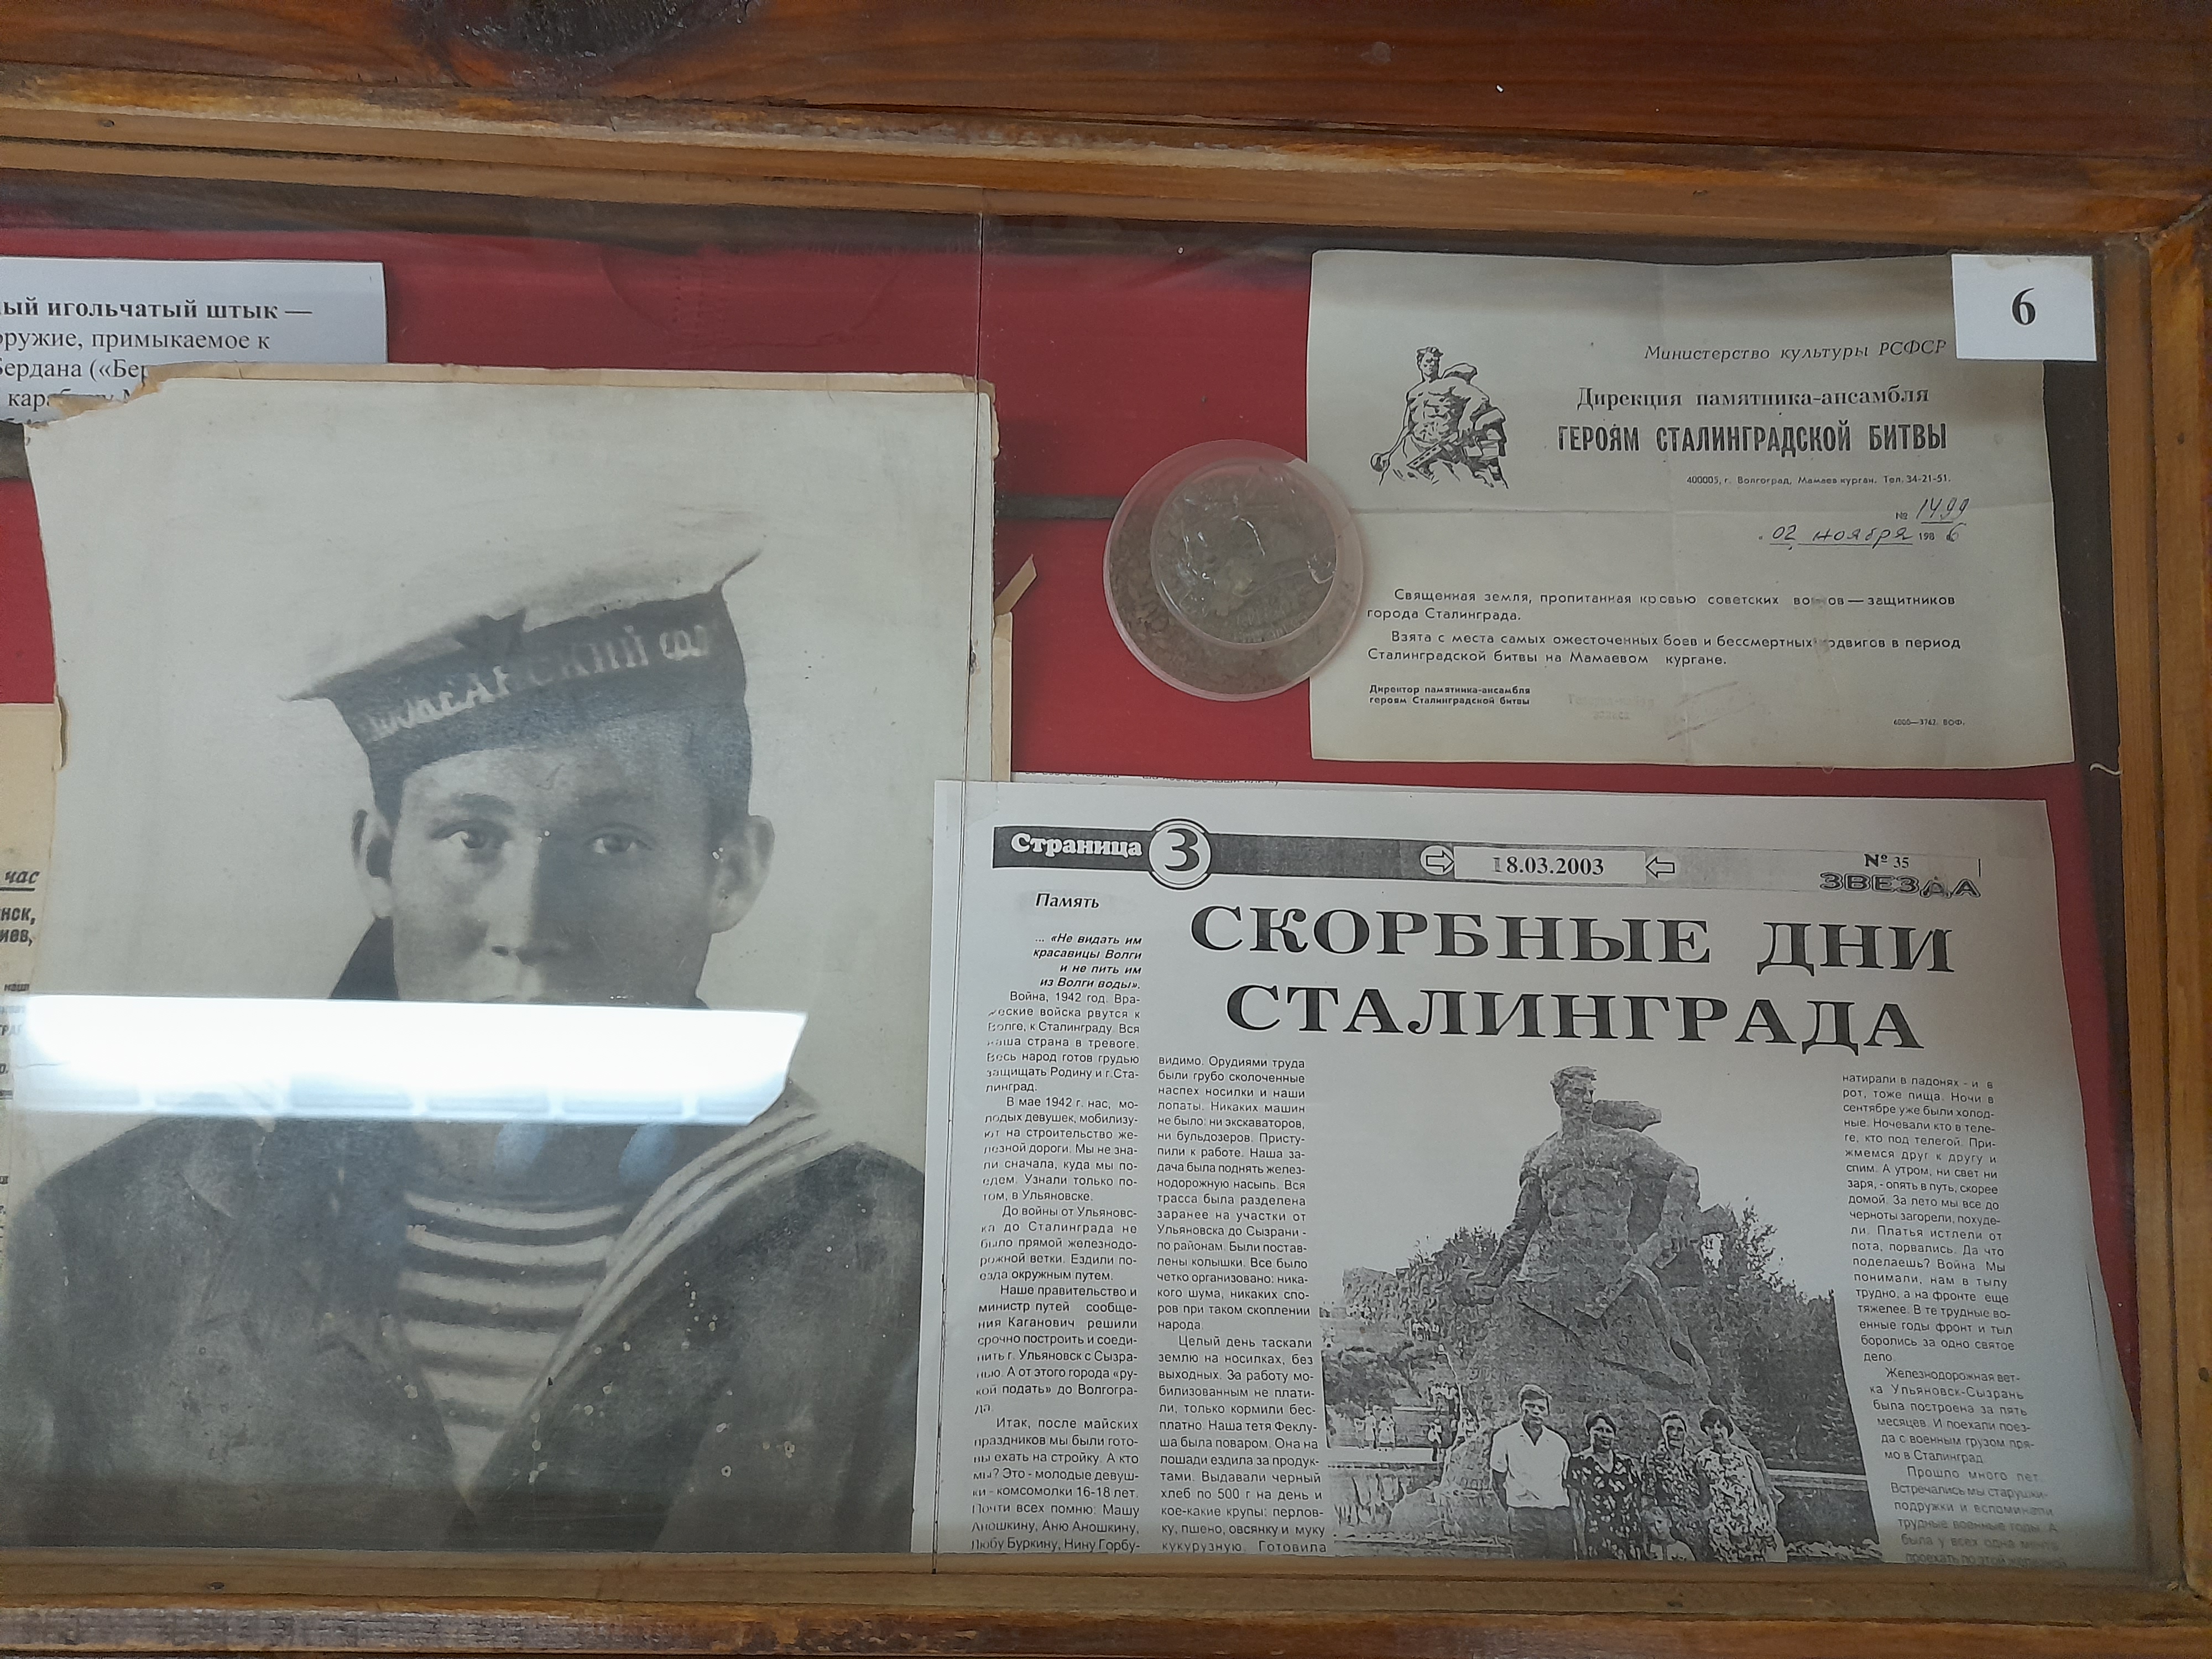 игольчатый штык —
примыкаемое к
час
6
Министерство культуры РСФСР
Дирекция памятника-ансамбля
ГЕРОЯМ СТАЛИНГРАДСКОЙ БИТВЫ
400005, г. Волгоград, Мамаев курган. Тел. 34-21-51.
№ 1499
02 ноября 1986
Священная земля, пропитанная кровью советских — защитников
города Сталинграда.
Взята с места самых ожесточенных боев и бессмертных подвигов в период
Сталинградской битвы на Мамаевом кургане.
Директор памятника-ансамбля
героям Сталинградской битвы
6000—3762. ВОФ.
Страница 3
18.03.2003
№ 35
ЗВЕЗДА
Память
СКОРБНЫЕ ДНИ
СТАЛИНГРАДА
... «Не видать им
красавицы Волги
и не пить им
из Волги воды».
Война, 1942 год. Вра-
жеские войска рвутся к
Волге, к Сталинграду. Вся
наша страна в тревоге.
Весь народ готов грудью
защищать Родину и г.Ста-
линград.
В мае 1942 г. нас, мо-
лодых девушек, мобилизу-
ют на строительство же-
лезной дороги. Мы не зна-
ли сначала, куда мы по-
едем. Узнали только по-
том, в Ульяновске.
До войны от Ульяновс-
ка до Сталинграда не
было прямой железнодо-
рожной ветки. Ездили по-
езда окружным путем.
Наше правительство и
министр путей сообще-
ния Каганович решили
срочно построить и соеди-
нить г. Ульяновск с Сызра-
нью. А от этого города «ру-
кой подать» до Волгогра-
да.
Итак, после майских
праздников мы были гото-
вы ехать на стройку. А кто
мы? Это - молодые девуш-
ки - комсомолки 16-18 лет.
Почти всех помню: Машу
Аношкину, Аню Аношкину,
Любу Буркину, Нину Горбу-
видимо. Орудиями труда
были грубо сколоченные
наспех носилки и наши
лопаты. Никаких машин
не было: ни экскаваторов,
ни бульдозеров. Присту-
пили к работе. Наша за-
дача была поднять желез-
нодорожную насыпь. Вся
трасса была разделена
заранее на участки от
Ульяновска до Сызрани -
по районам. Были постав-
лены колышки. Все было
четко организовано: ника-
кого шума, никаких спо-
ров при таком скоплении
народа.
Целый день таскали
землю на носилках, без
выходных. За работу мо-
билизованным не плати-
ли, только кормили бес-
платно. Наша тетя Феклу-
ша была поваром. Она на
лошади ездила за продук-
тами. Выдавали черный
хлеб по 500 г на день и
кое-какие крупы: перлов-
ку, пшено, овсянку и муку
кукурузную. Готовила
натирали в ладонях - и в
рот, тоже пища. Ночи в
сентябре уже были холод-
ные. Ночевали кто в теле-
ге, кто под телегой. При-
жмемся друг к другу и
спим. А утром, ни свет ни
заря, - опять в путь, скорее
домой. За лето мы все до
черноты загорели, похуде-
ли. Платья истлели от
пота, порвались. Да что
поделаешь? Война. Мы
понимали, нам в тылу
трудно, а на фронте еще
тяжелее. В те трудные во-
енные годы фронт и тыл
боролись за одно святое
дело.
Железнодорожная вет-
ка Ульяновск-Сызрань
была построена за пять
месяцев. И поехали поез-
да с военным грузом пря-
мо в Сталинград.
Прошло много лет.
Встречались мы старушки-
подружки и вспоминали
трудные военные годы. А
была у всех одна мечта